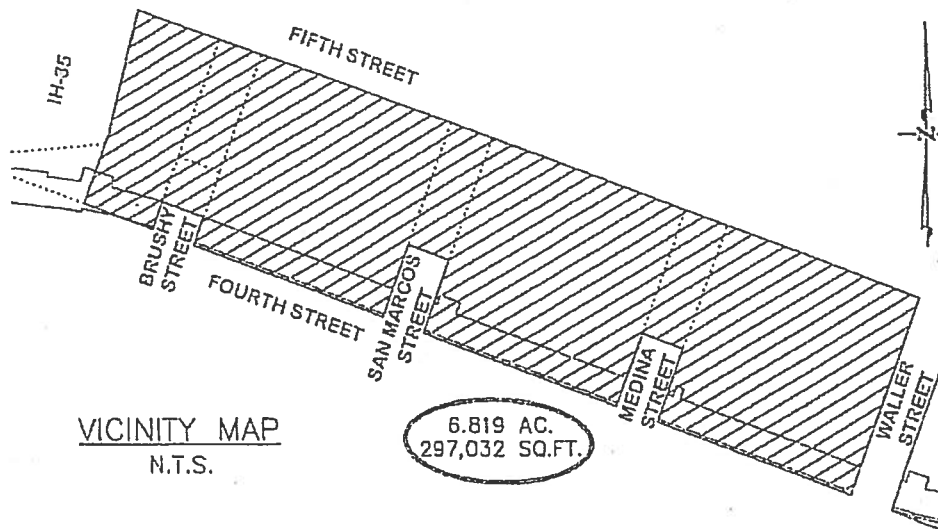 FIFTH STREET
IH-35
N
BRUSHY
STREET
FOURTH STREET
SAN MARCOS
STREET
MEDINA
STREET
WALLER
STREET
VICINITY MAP
N.T.S.
6.819 AC.
297,032 SQ.FT.